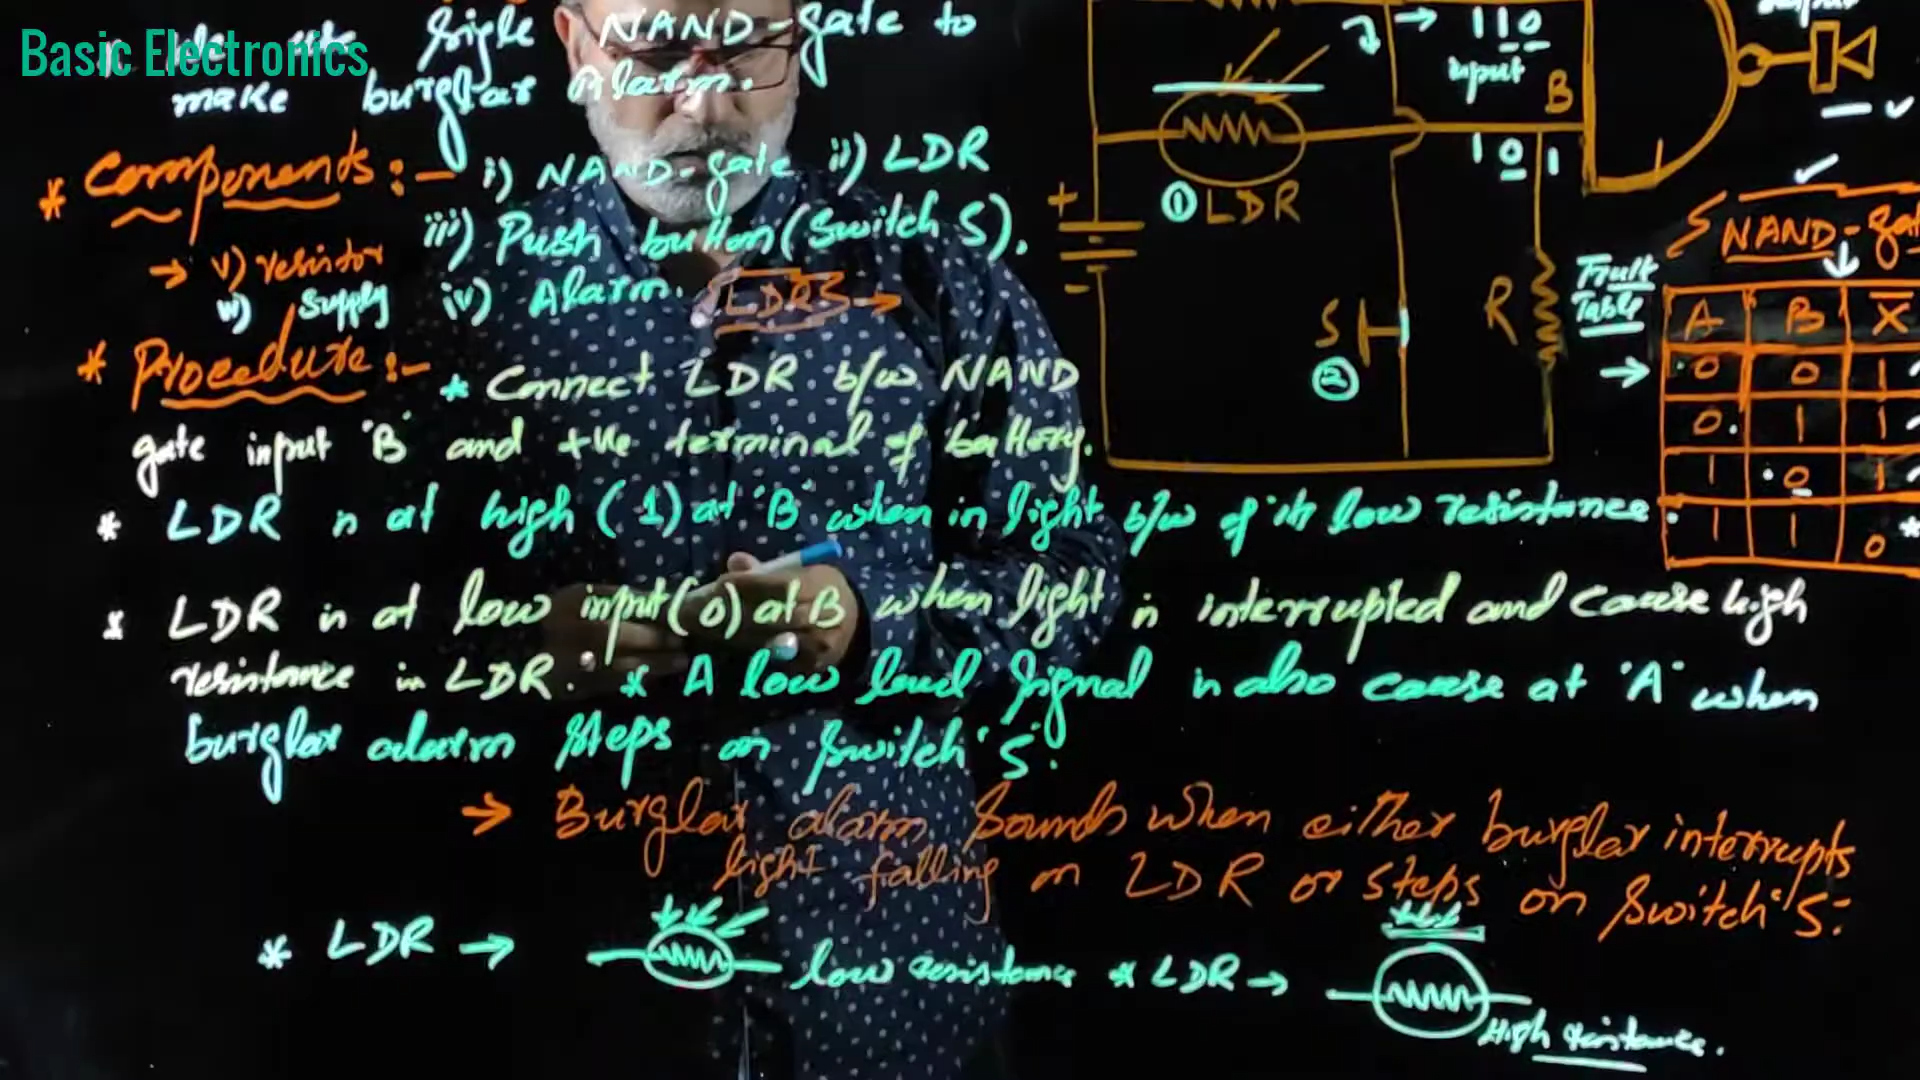 Basic Electronics
* We use single NAND-gate to
make burglar Alarm.
* Components:- i) NAND-gate ii) LDR
iii) Push button (Switch S).
→ v) resistor
vi) Supply iv) Alarm. LDRS →
* Procedure:- * Connect LDR b/w NAND
gate input 'B' and +ve terminal of battery.
* LDR is at high (1) at 'B' when in light b/w of its low resistance.
* LDR is at low input (0) at B when light is interrupted and cause high
resistance in LDR. * A low level signal is also cause at 'A' when
burglar alarm steps on switch 'S'.
→ Burglar alarm sounds when either burglar interrupts
light falling on LDR or steps on switch 'S':
* LDR → low resistance * LDR →
High resistance.
→ 110
input
B
101
+
① LDR
-
S
②
R
NAND-gat
Truth
Table
A B X̅
→ 0 0 1
0. 1 1
1 .0 1
1 1 0 *